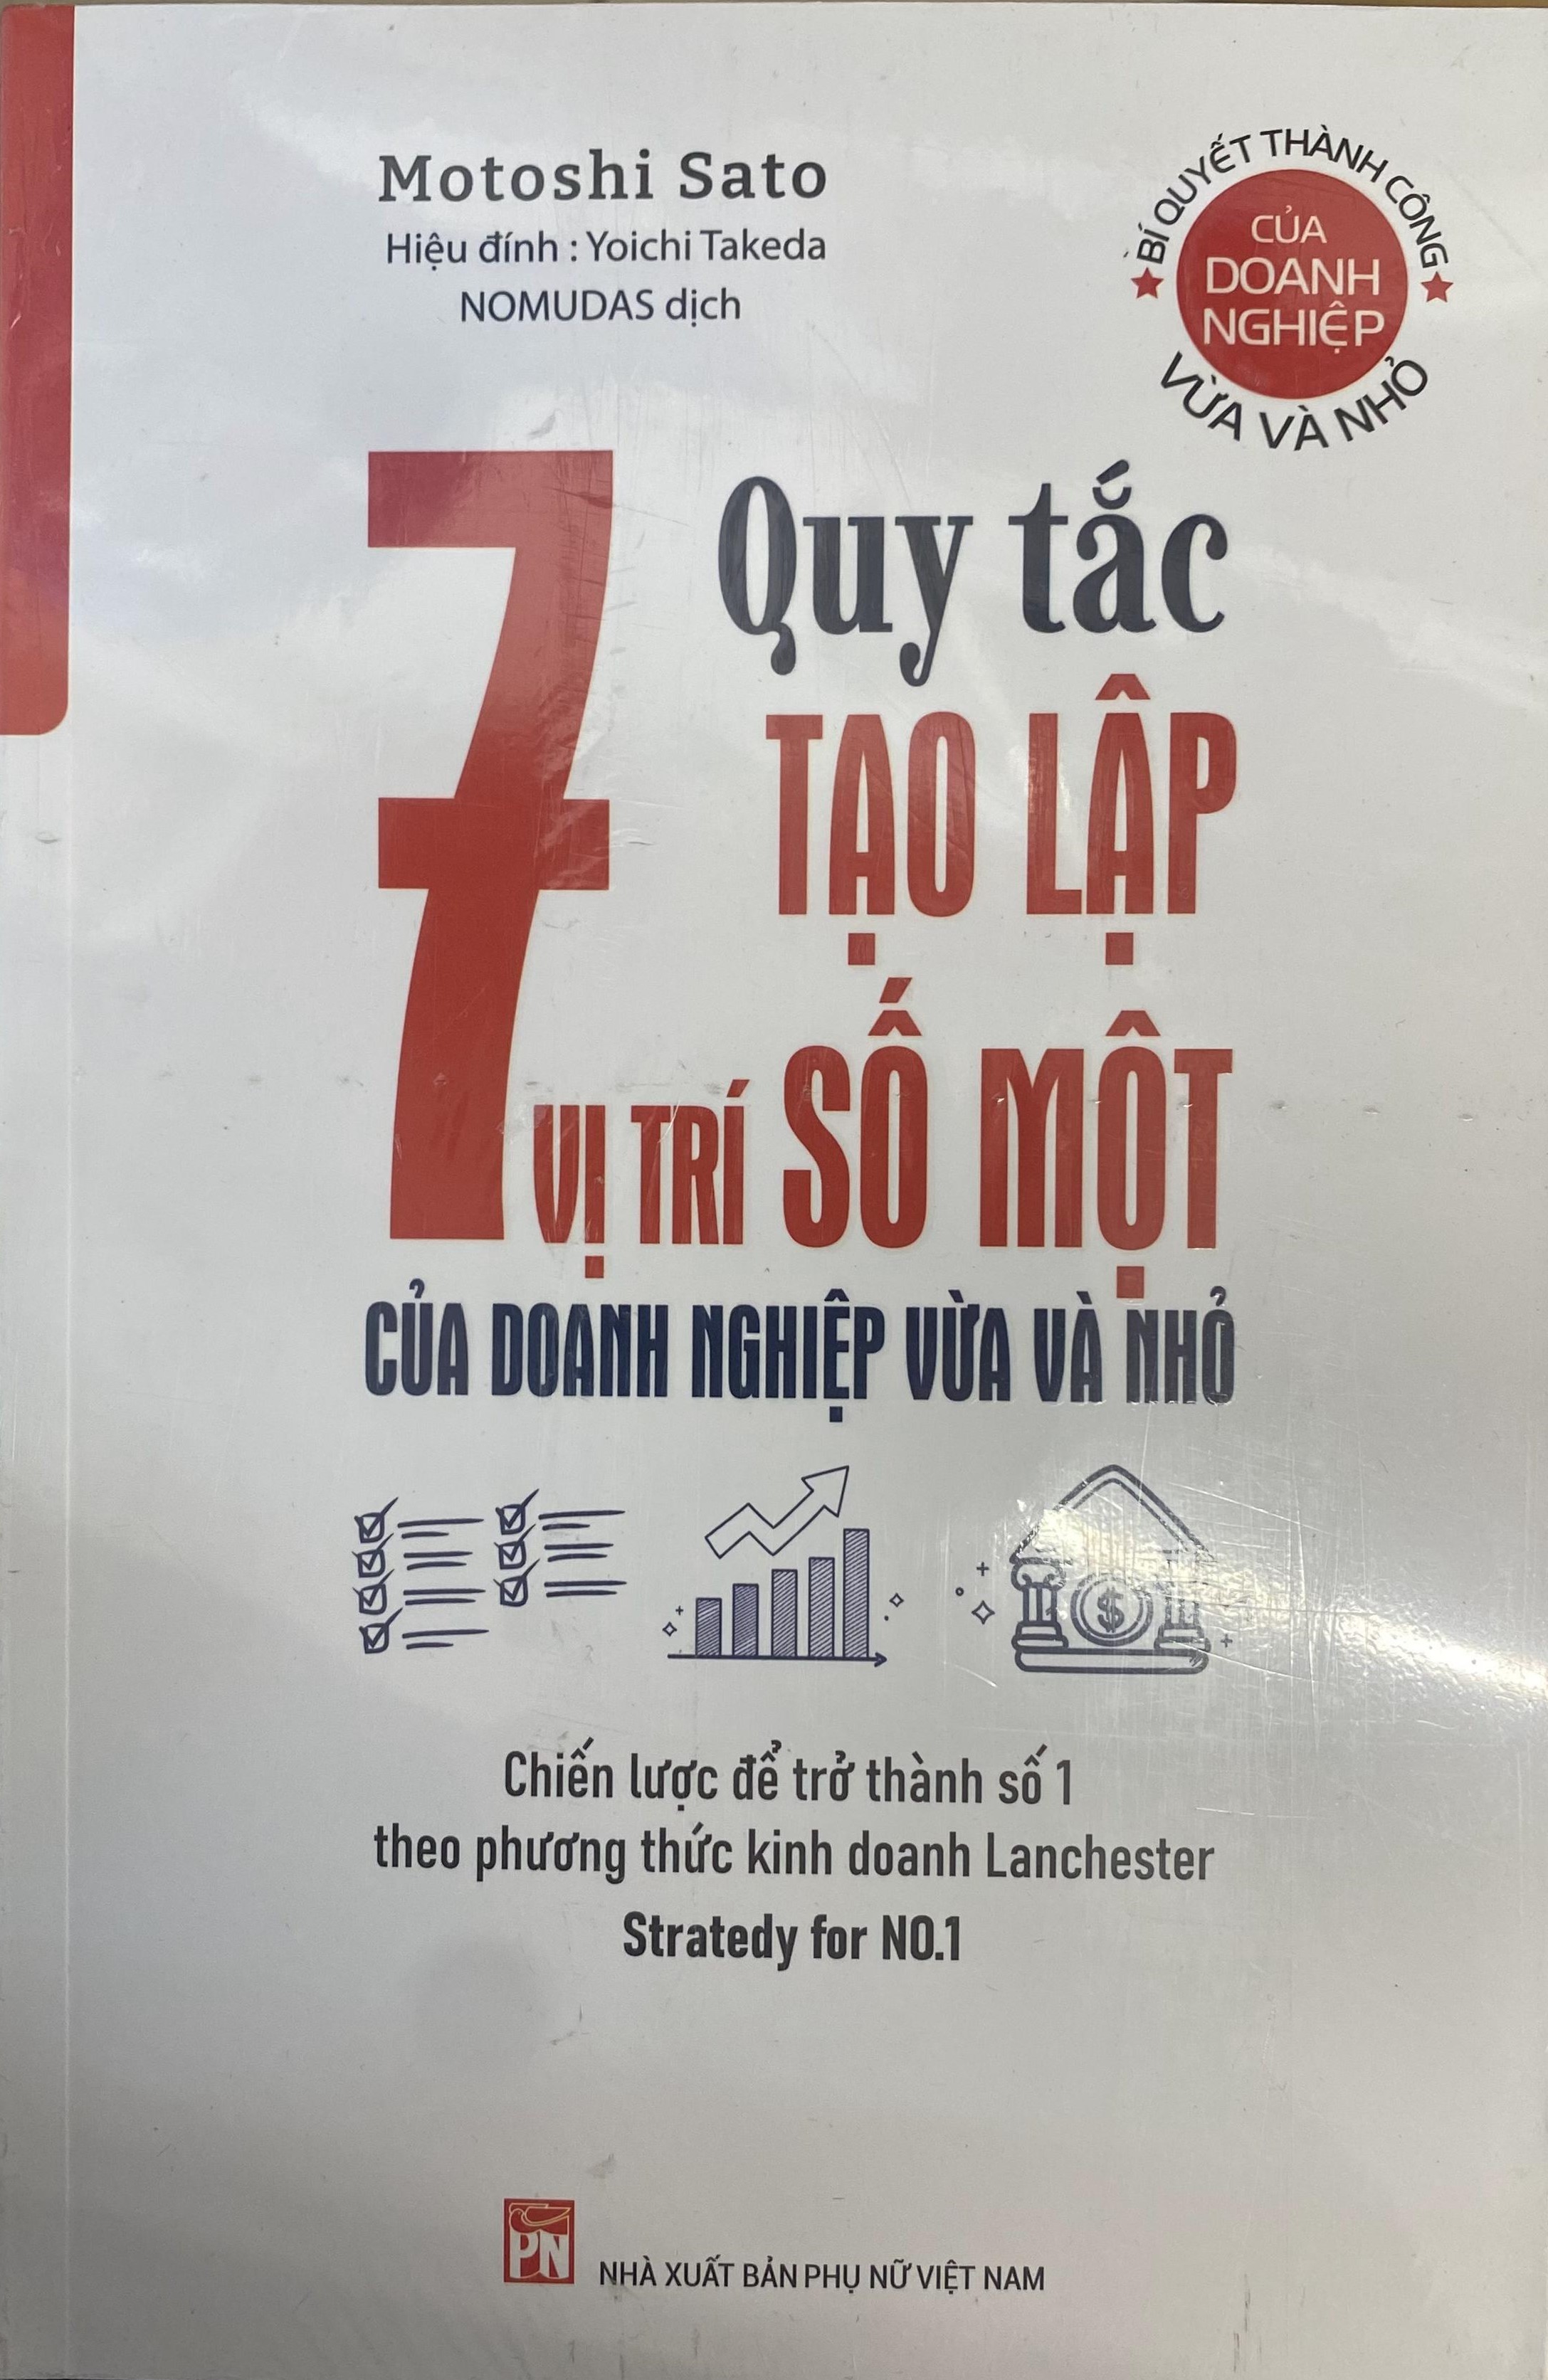 Motoshi Sato
Hiệu đính : Yoichi Takeda
NOMUDAS dịch
BÍ QUYẾT THÀNH CÔNG
CỦA
DOANH
NGHIỆP
VỪA VÀ NHỎ
7 Quy tắc
TẠO LẬP
VỊ TRÍ SỐ MỘT
CỦA DOANH NGHIỆP VỪA VÀ NHỎ
$
Chiến lược để trở thành số 1
theo phương thức kinh doanh Lanchester
Stratedy for NO.1
PN
NHÀ XUẤT BẢN PHỤ NỮ VIỆT NAM